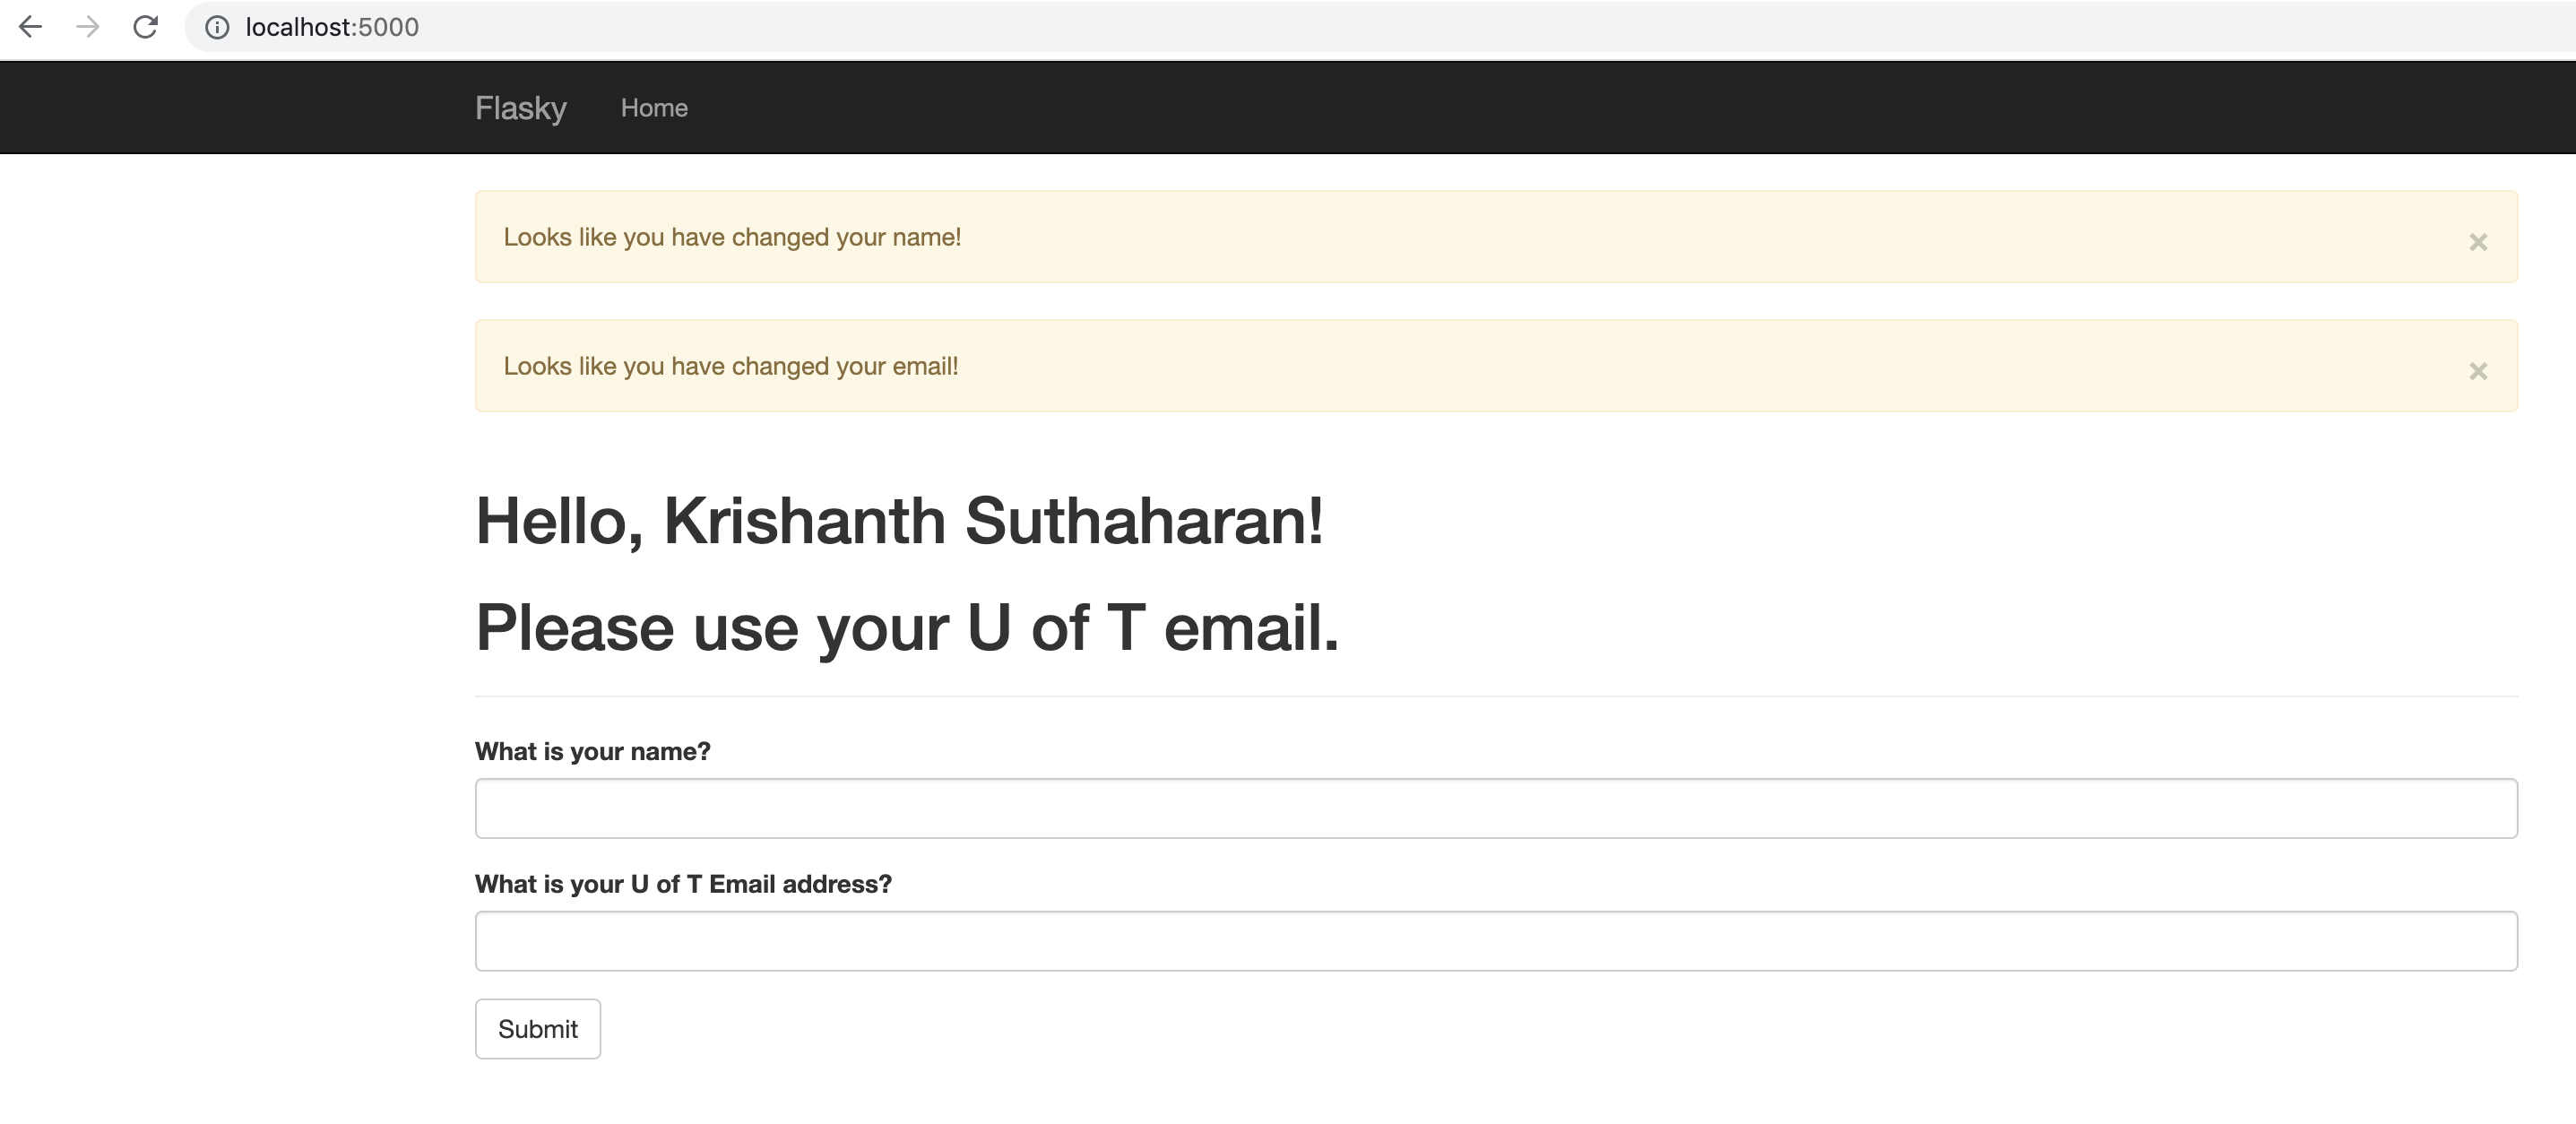 localhost:5000
Flasky Home
Looks like you have changed your name! ×
Looks like you have changed your email! ×
Hello, Krishanth Suthaharan!
Please use your U of T email.
What is your name?
What is your U of T Email address?
Submit